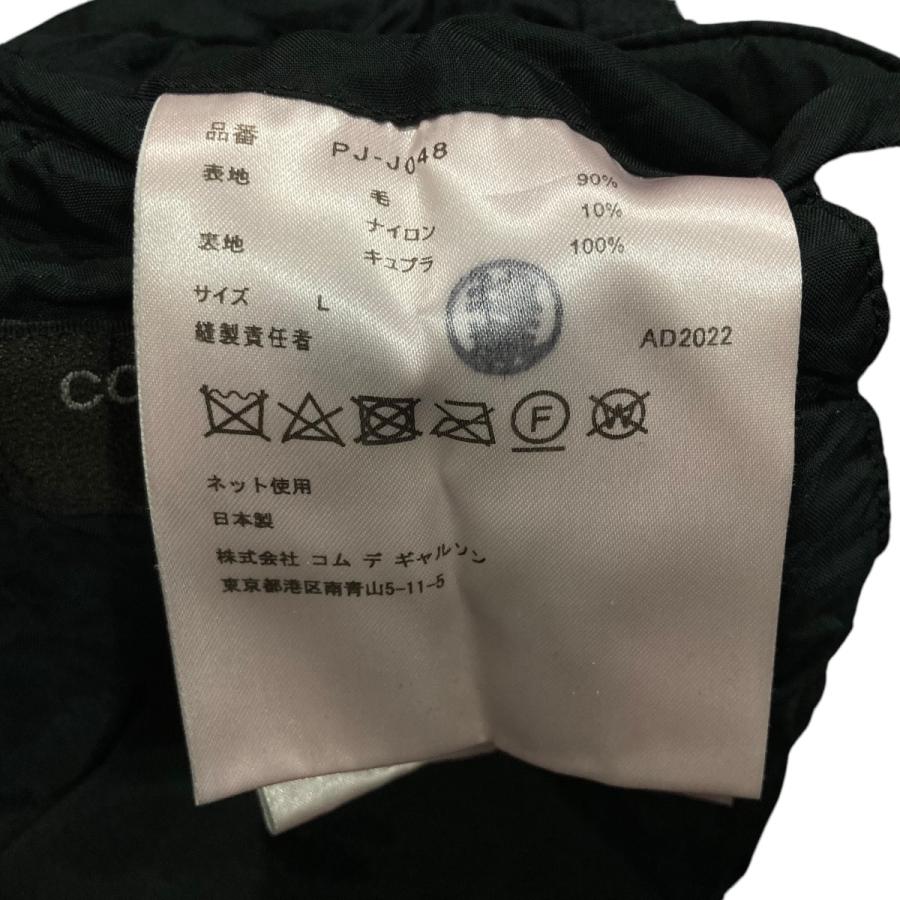 品番 PJ-J048
表地 毛 90%
ナイロン 10%
裏地 キュプラ 100%
サイズ L
縫製責任者 AD2022
F W
ネット使用
日本製
株式会社 コム デ ギャルソン
東京都港区南青山5-11-5
CO